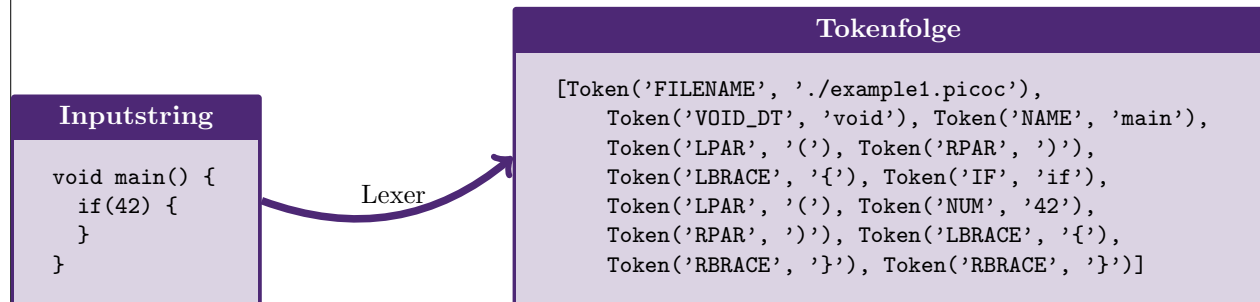 Inputstring
void main() {
  if(42) {
  }
}
Lexer
Tokenfolge
[Token('FILENAME', './example1.picoc'),
    Token('VOID_DT', 'void'), Token('NAME', 'main'),
    Token('LPAR', '('), Token('RPAR', ')'),
    Token('LBRACE', '{'), Token('IF', 'if'),
    Token('LPAR', '('), Token('NUM', '42'),
    Token('RPAR', ')'), Token('LBRACE', '{'),
    Token('RBRACE', '}'), Token('RBRACE', '}')]